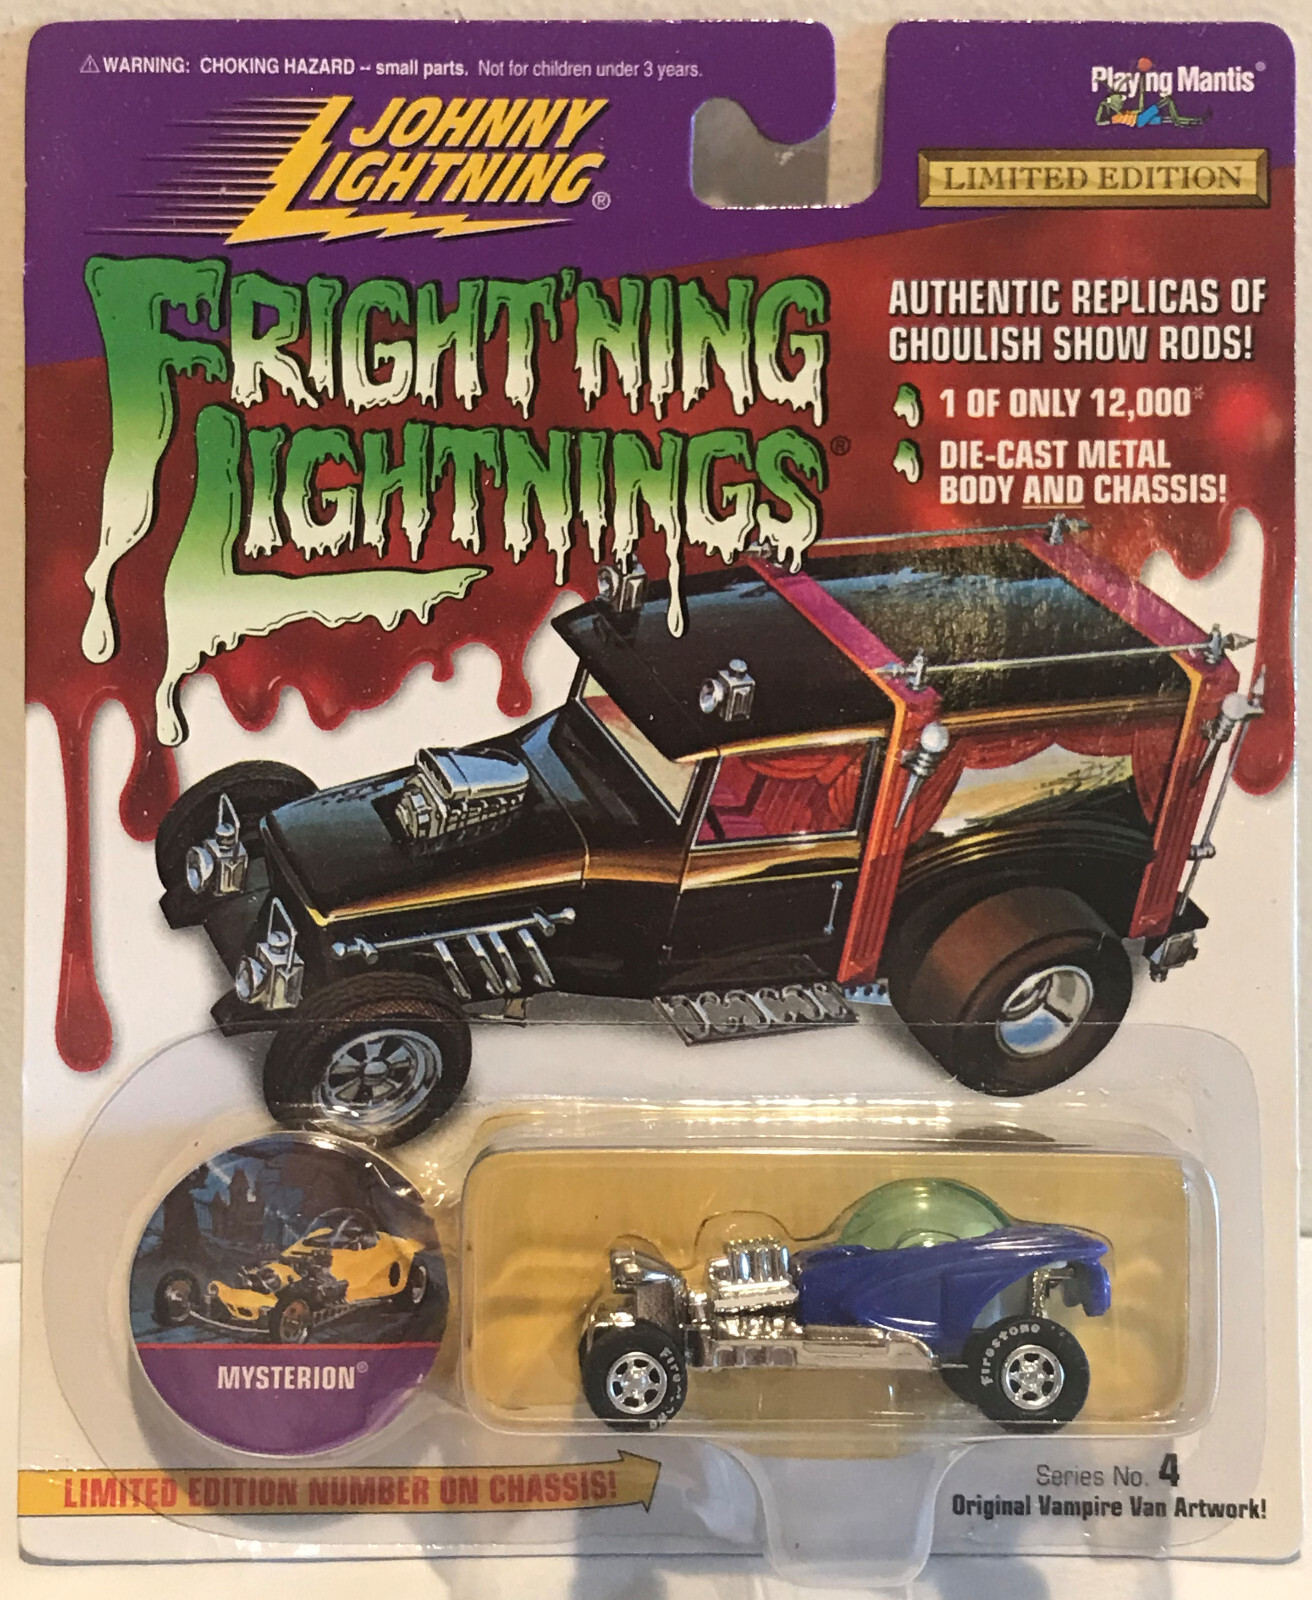 ⚠ WARNING: CHOKING HAZARD -- small parts. Not for children under 3 years.
Playing Mantis®
JOHNNY
LIGHTNING®
LIMITED EDITION
FRIGHT'NING
LIGHTNINGS®
AUTHENTIC REPLICAS OF
GHOULISH SHOW RODS!
1 OF ONLY 12,000*
DIE-CAST METAL
BODY AND CHASSIS!
MYSTERION®
Firestone
Firestone
LIMITED EDITION NUMBER ON CHASSIS!
Series No. 4
Original Vampire Van Artwork!